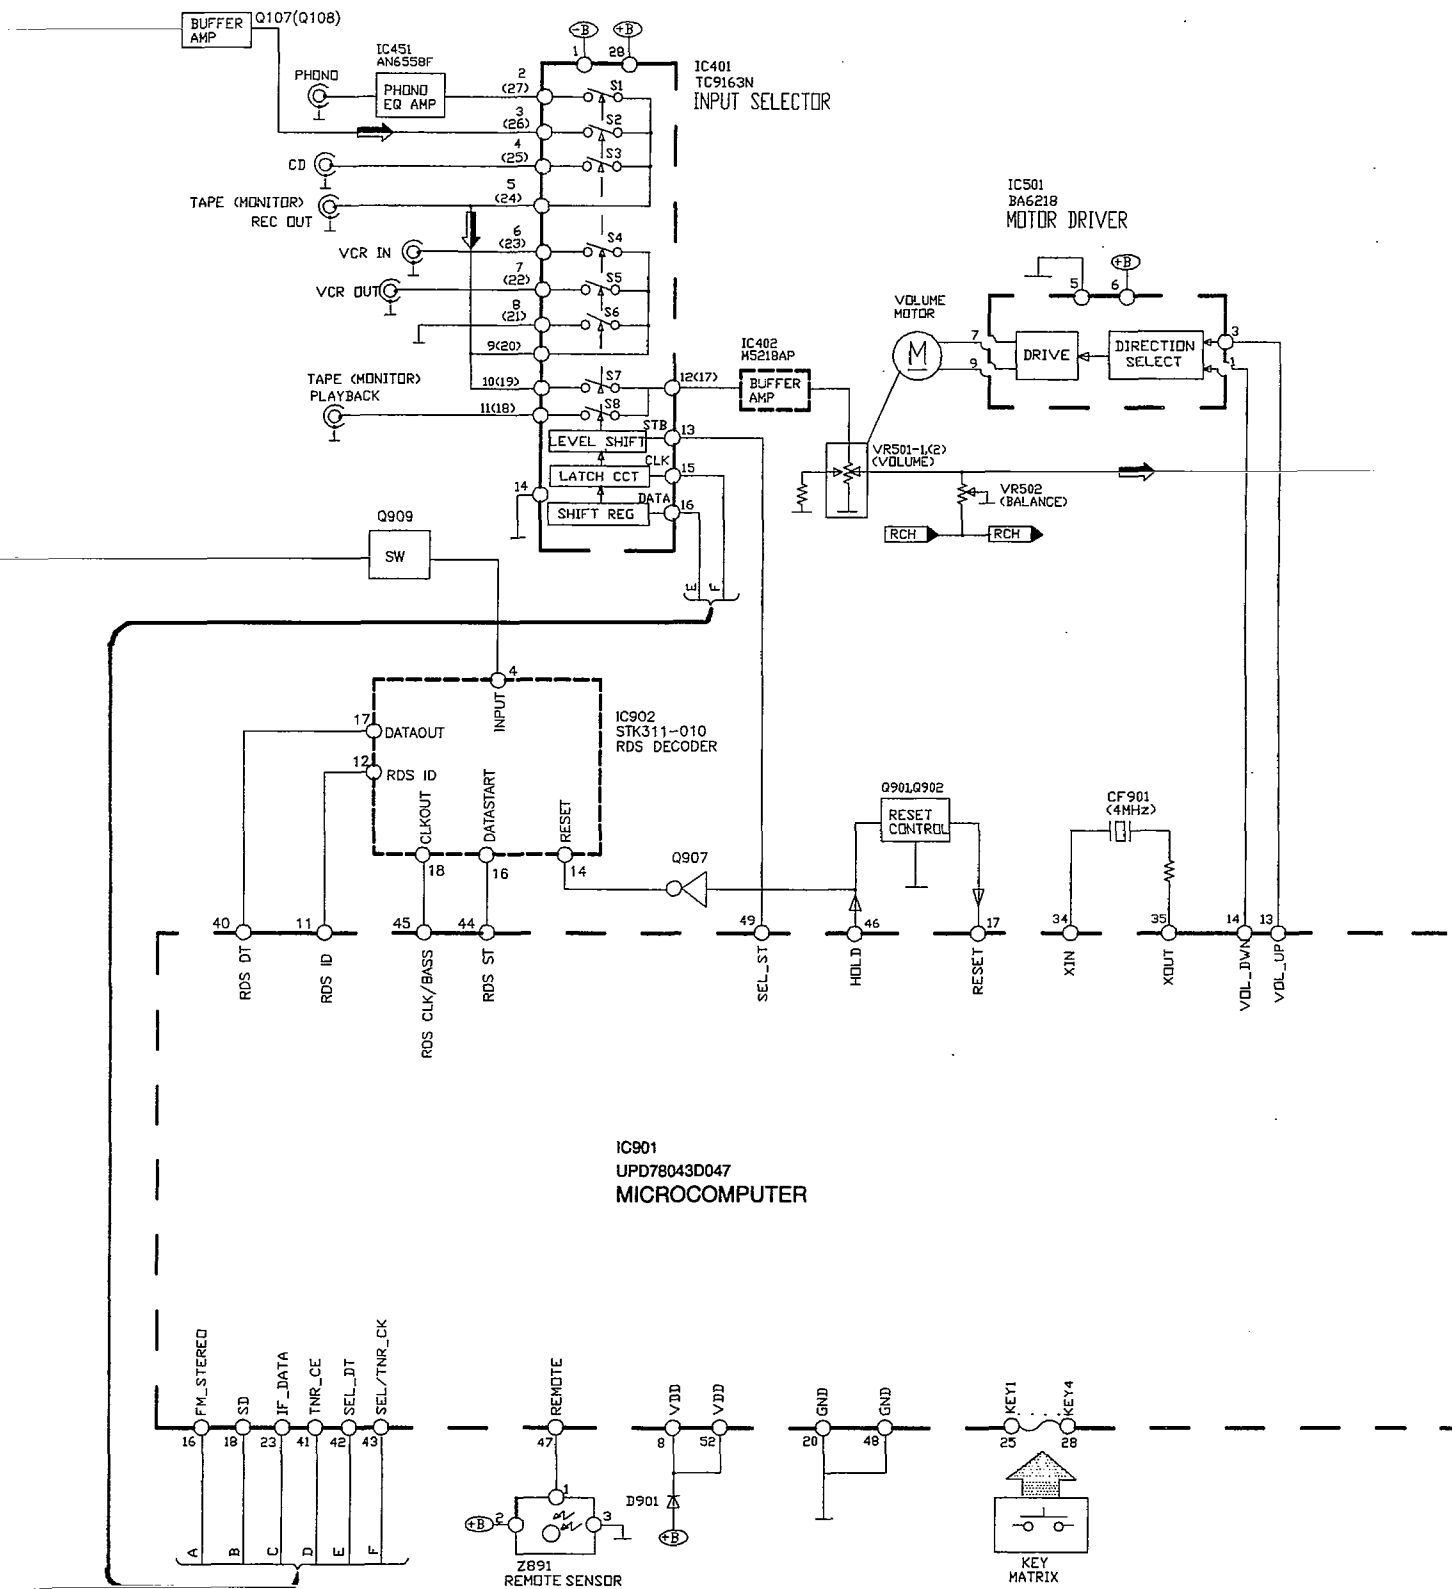 BUFFER
AMP
Q107(Q108)
IC451
AN6558F
PHONO
PHONO
EQ AMP
-B
+B
1
28
IC401
TC9163N
INPUT SELECTOR
2
(27)
S1
3
(26)
S2
4
(25)
S3
CD
5
(24)
TAPE (MONITOR)
REC OUT
6
(23)
S4
VCR IN
7
(22)
S5
VCR OUT
8
(21)
S6
9(20)
10(19)
S7
12(17)
TAPE (MONITOR)
PLAYBACK
11(18)
S8
STB
13
LEVEL SHIFT
CLK
15
LATCH CCT
14
DATA
16
SHIFT REG
E
F
IC402
M5218AP
BUFFER
AMP
IC501
BA6218
MOTOR DRIVER
+B
5
6
VOLUME
MOTOR
M
7
9
DRIVE
DIRECTION
SELECT
3
1
VR501-1,(2)
(VOLUME)
VR502
(BALANCE)
RCH
RCH
Q909
SW
4
INPUT
IC902
STK311-010
RDS DECODER
17
DATAOUT
12
RDS ID
CLKOUT
DATASTART
RESET
18
16
14
Q907
Q901,Q902
RESET
CONTROL
CF901
(4MHz)
40
11
45
44
49
46
17
34
35
14
13
RDS DT
RDS ID
RDS CLK/BASS
RDS ST
SEL_ST
HOLD
RESET
XIN
XOUT
VOL_DWN
VOL_UP
IC901
UPD78043D047
MICROCOMPUTER
FM_STEREO
SD
IF_DATA
TNR_CE
SEL_DT
SEL/TNR_CK
REMOTE
VDD
VDD
GND
GND
KEY1
KEY4
16
18
23
41
42
43
47
8
52
20
48
25
28
A
B
C
D
E
F
1
+B
2
3
Z891
REMOTE SENSOR
D901
+B
KEY
MATRIX